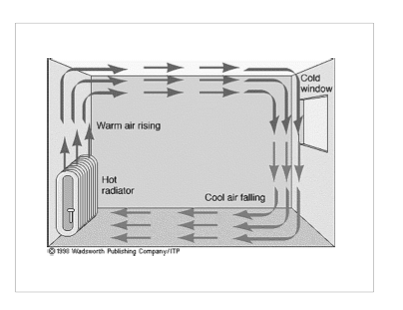 Cold
window
Warm air rising
Hot
radiator
Cool air falling
© 1998 Wadsworth Publishing Company/ITP